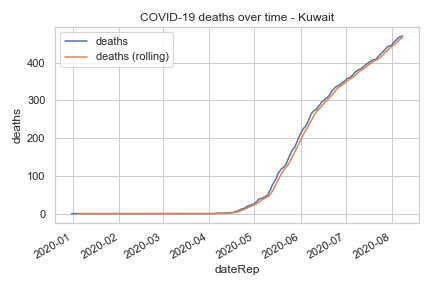 COVID-19 deaths over time - Kuwait
deaths
deaths (rolling)
deaths
400
300
200
100
0
2020-01
2020-02
2020-03
2020-04
2020-05
2020-06
2020-07
2020-08
dateRep